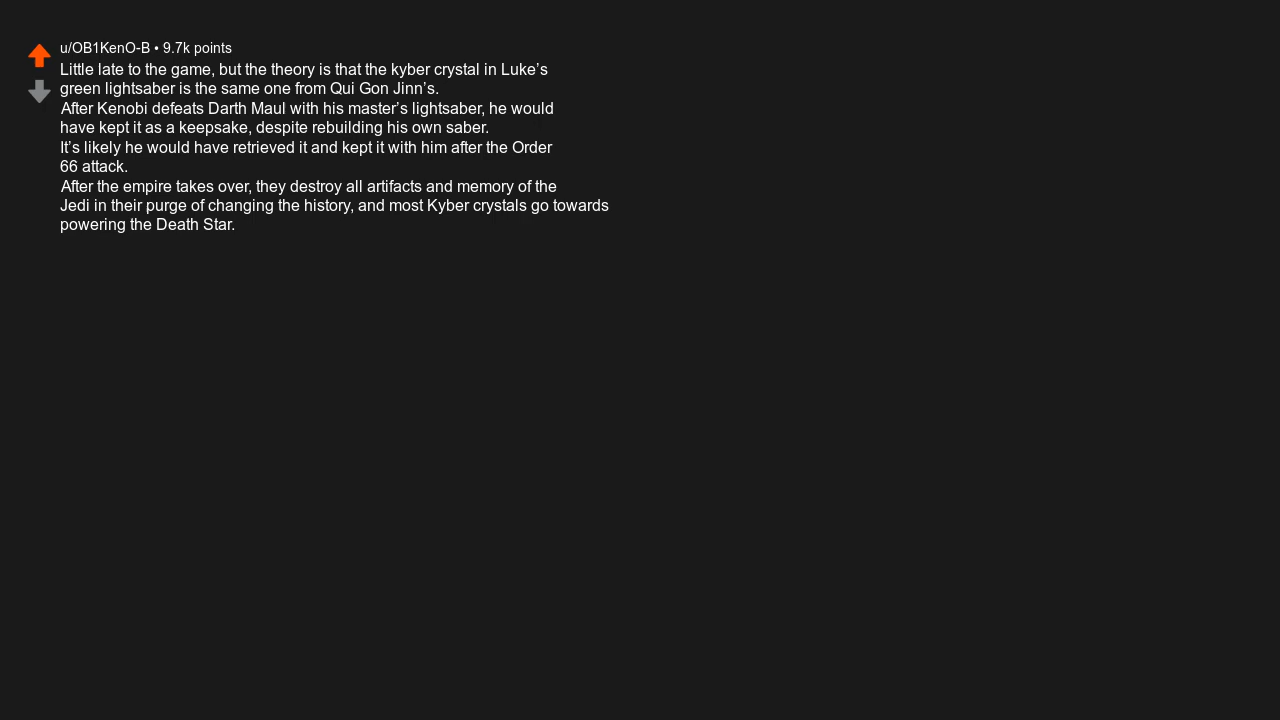 u/OB1KenO-B • 9.7k points
Little late to the game, but the theory is that the kyber crystal in Luke’s
green lightsaber is the same one from Qui Gon Jinn’s.
After Kenobi defeats Darth Maul with his master’s lightsaber, he would
have kept it as a keepsake, despite rebuilding his own saber.
It’s likely he would have retrieved it and kept it with him after the Order
66 attack.
After the empire takes over, they destroy all artifacts and memory of the
Jedi in their purge of changing the history, and most Kyber crystals go towards
powering the Death Star.